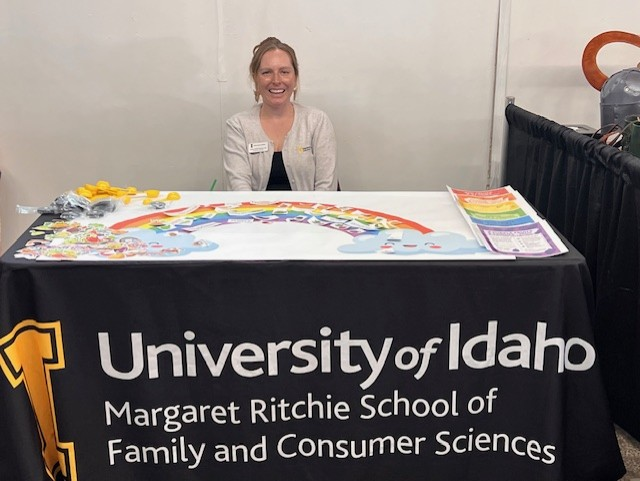 University of Idaho
Margaret Ritchie School of
Family and Consumer Sciences
I